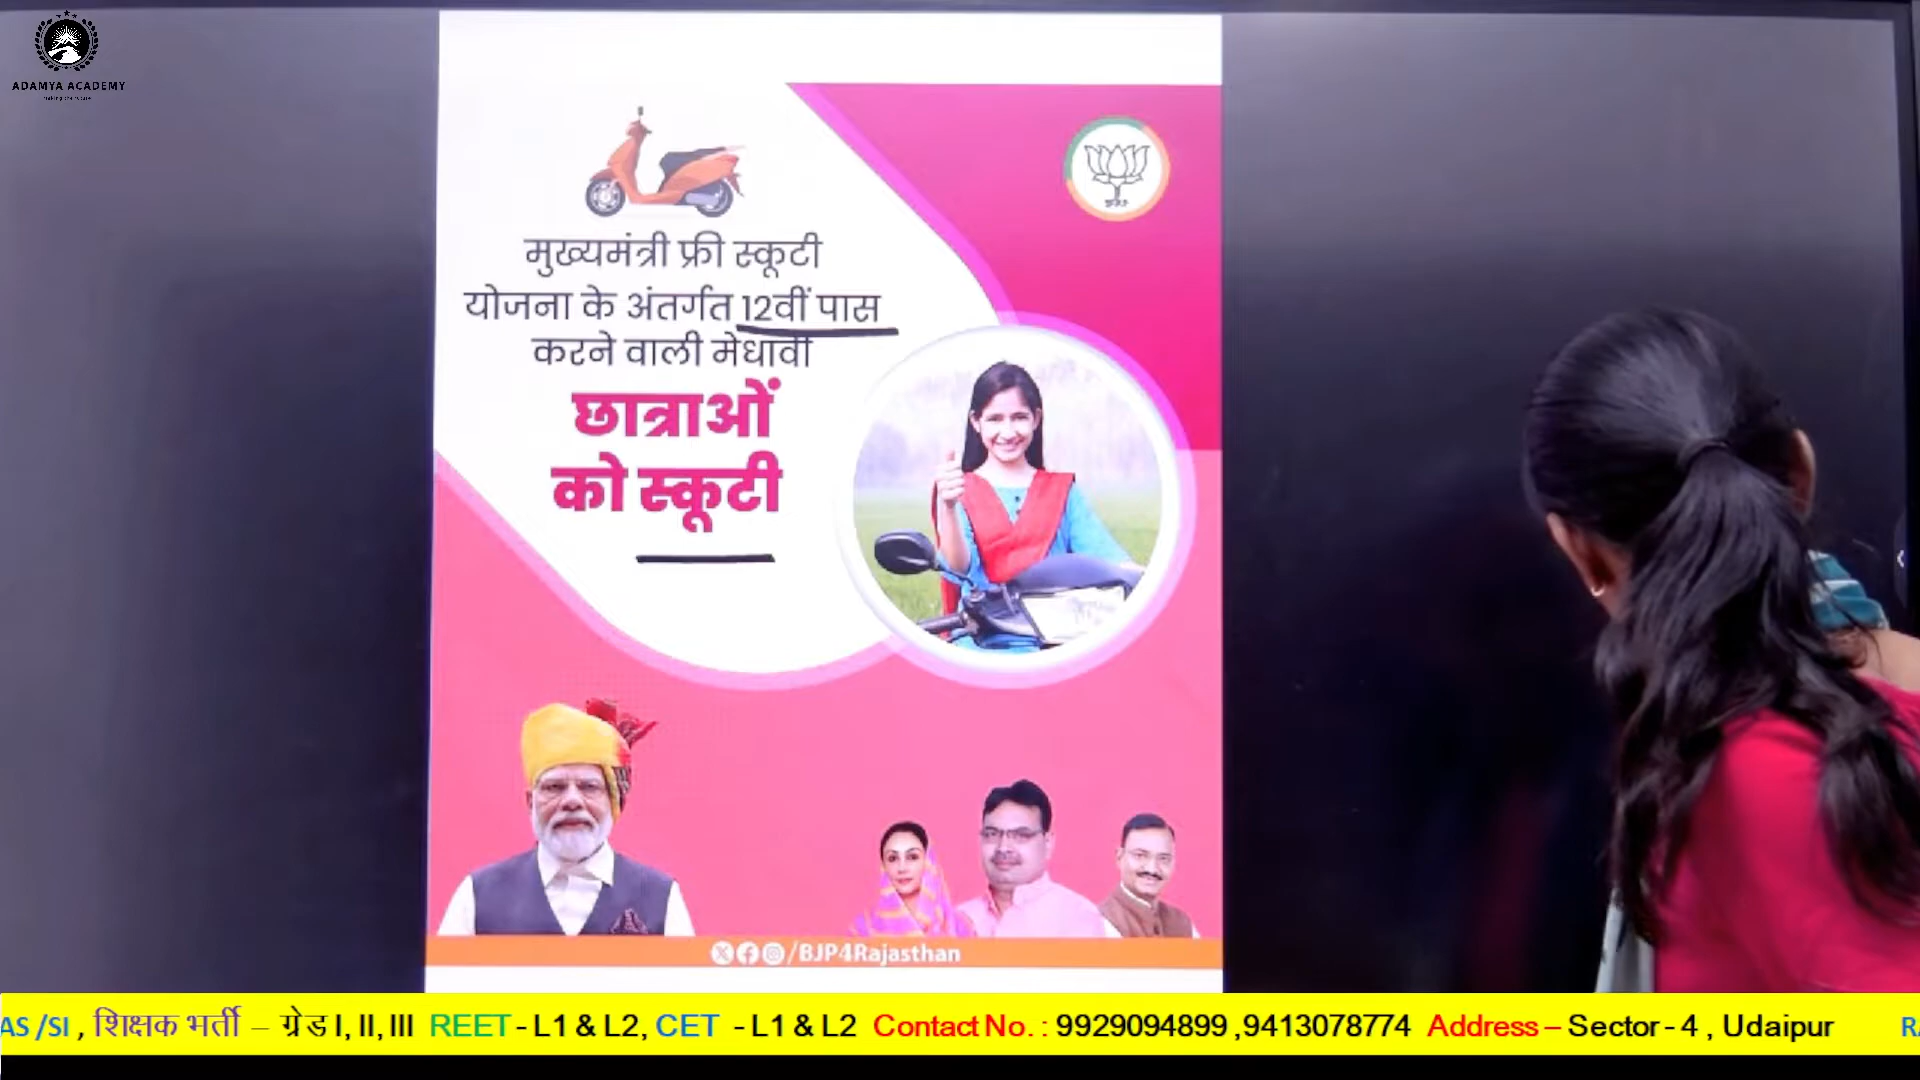 ADAMYA ACADEMY
मुख्यमंत्री फ्री स्कूटी
योजना के अंतर्गत 12वीं पास
करने वाली मेधावी
छात्राओं
को स्कूटी
/BJP4Rajasthan
AS /SI , शिक्षक भर्ती – ग्रेड I, II, III REET - L1 & L2, CET - L1 & L2 Contact No. : 9929094899 ,9413078774 Address – Sector - 4 , Udaipur